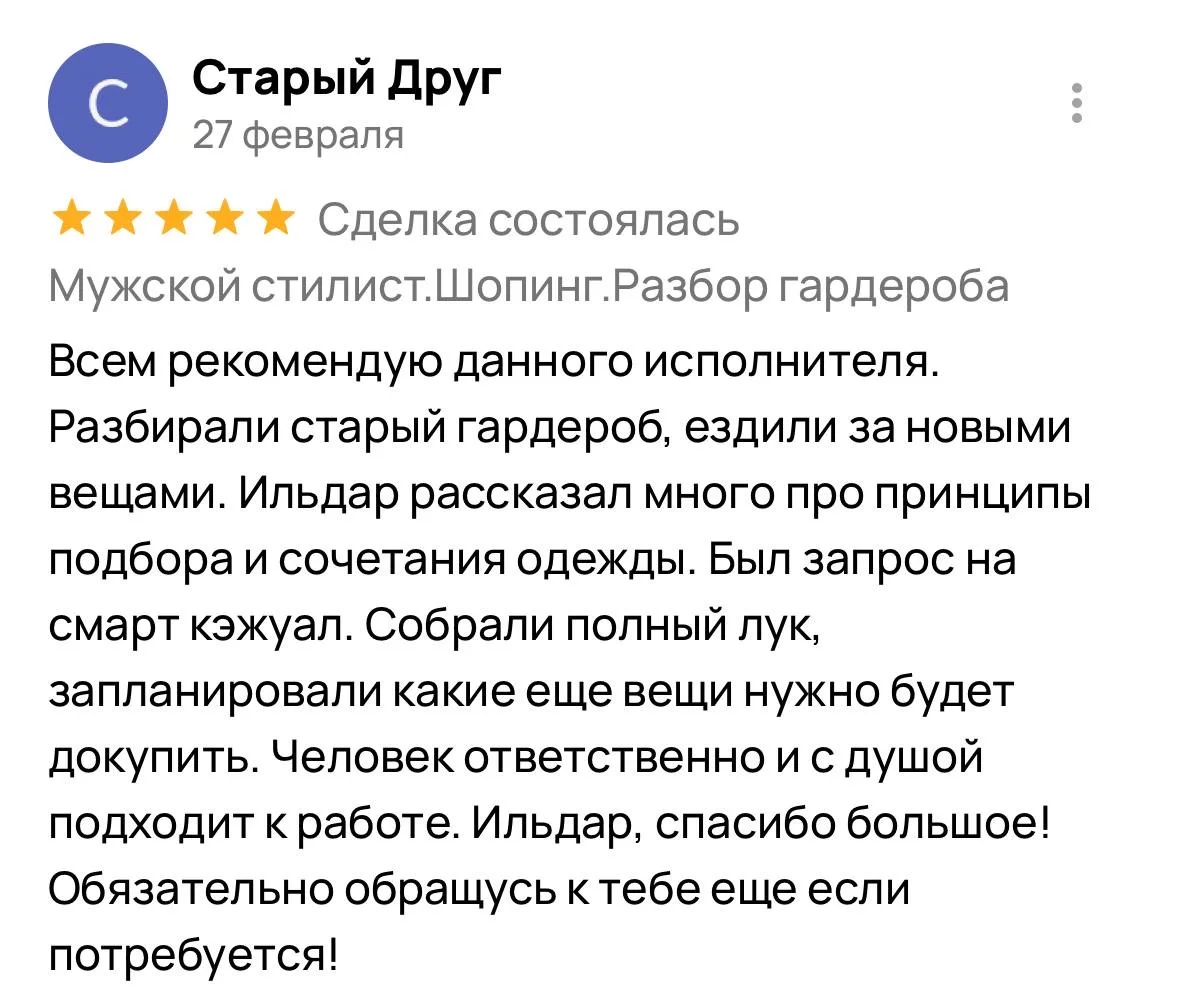 С
Старый Друг
27 февраля
Сделка состоялась
Мужской стилист.Шопинг.Разбор гардероба
Всем рекомендую данного исполнителя.
Разбирали старый гардероб, ездили за новыми
вещами. Ильдар рассказал много про принципы
подбора и сочетания одежды. Был запрос на
смарт кэжуал. Собрали полный лук,
запланировали какие еще вещи нужно будет
докупить. Человек ответственно и с душой
подходит к работе. Ильдар, спасибо большое!
Обязательно обращусь к тебе еще если
потребуется!